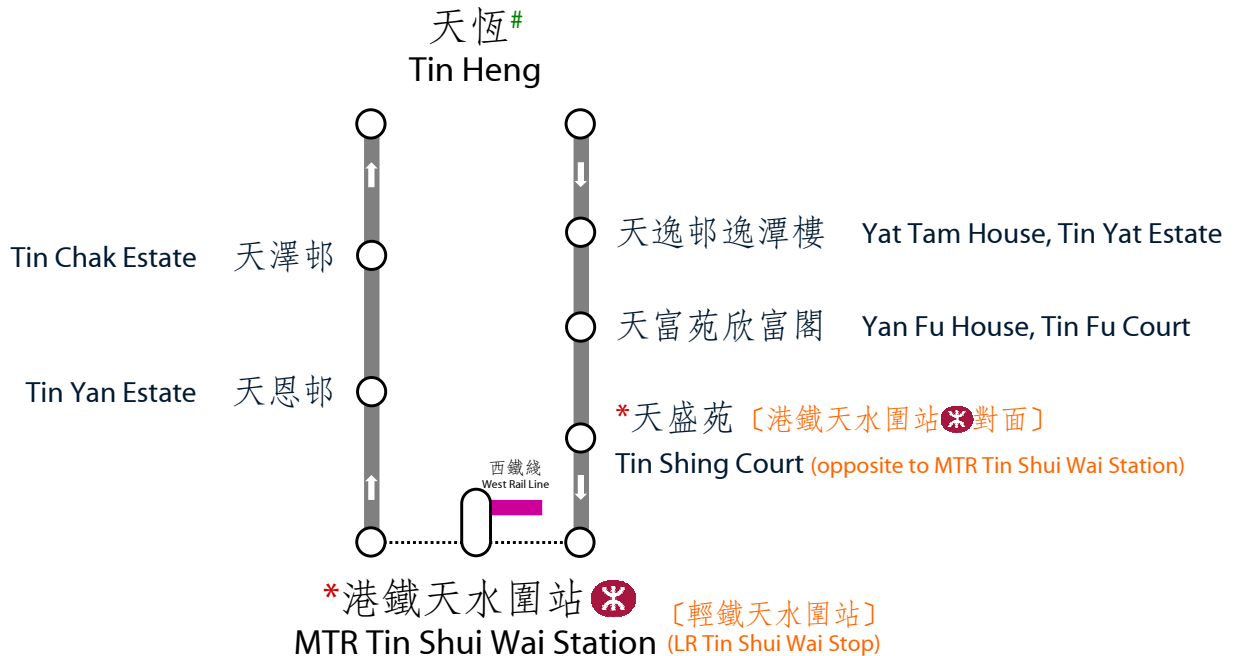 天恆#
Tin Heng
天逸邨逸潭樓 Yat Tam House, Tin Yat Estate
Tin Chak Estate 天澤邨
天富苑欣富閣 Yan Fu House, Tin Fu Court
Tin Yan Estate 天恩邨
*天盛苑〔港鐵天水圍站對面〕
Tin Shing Court (opposite to MTR Tin Shui Wai Station)
西鐵綫
West Rail Line
*港鐵天水圍站 〔輕鐵天水圍站〕
MTR Tin Shui Wai Station (LR Tin Shui Wai Stop)